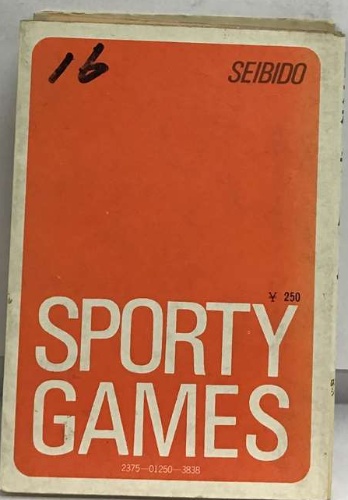 16
SEIBIDO
¥ 250
SPORTY
GAMES
2375—01250—3838